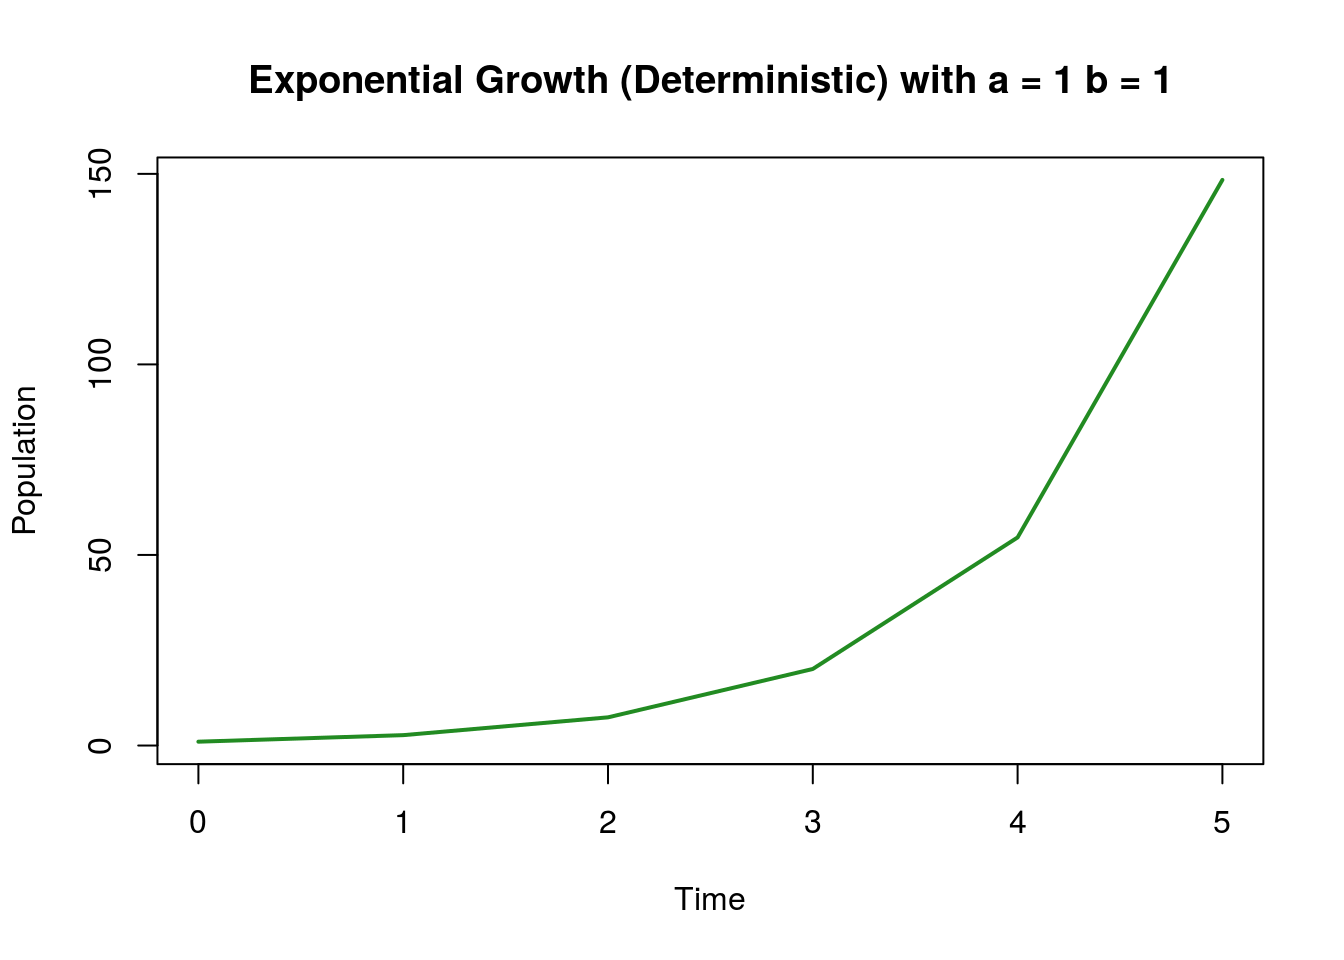 Exponential Growth (Deterministic) with a = 1 b = 1
150
100
50
0
Population
0 1 2 3 4 5
Time